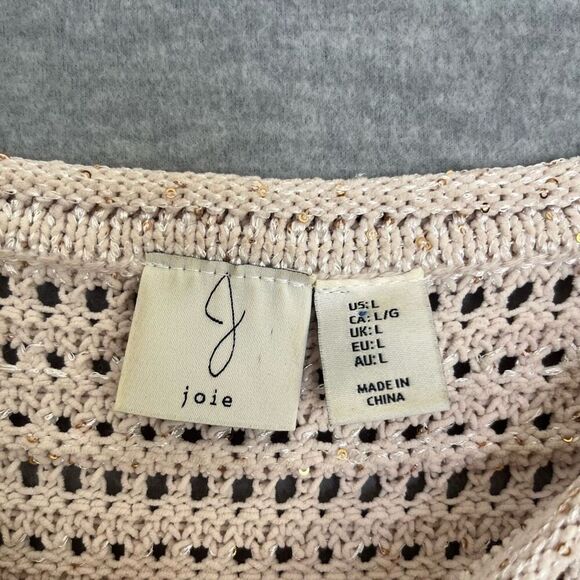 J
joie
US: L
CA: L/G
UK: L
EU: L
AU: L
MADE IN
CHINA